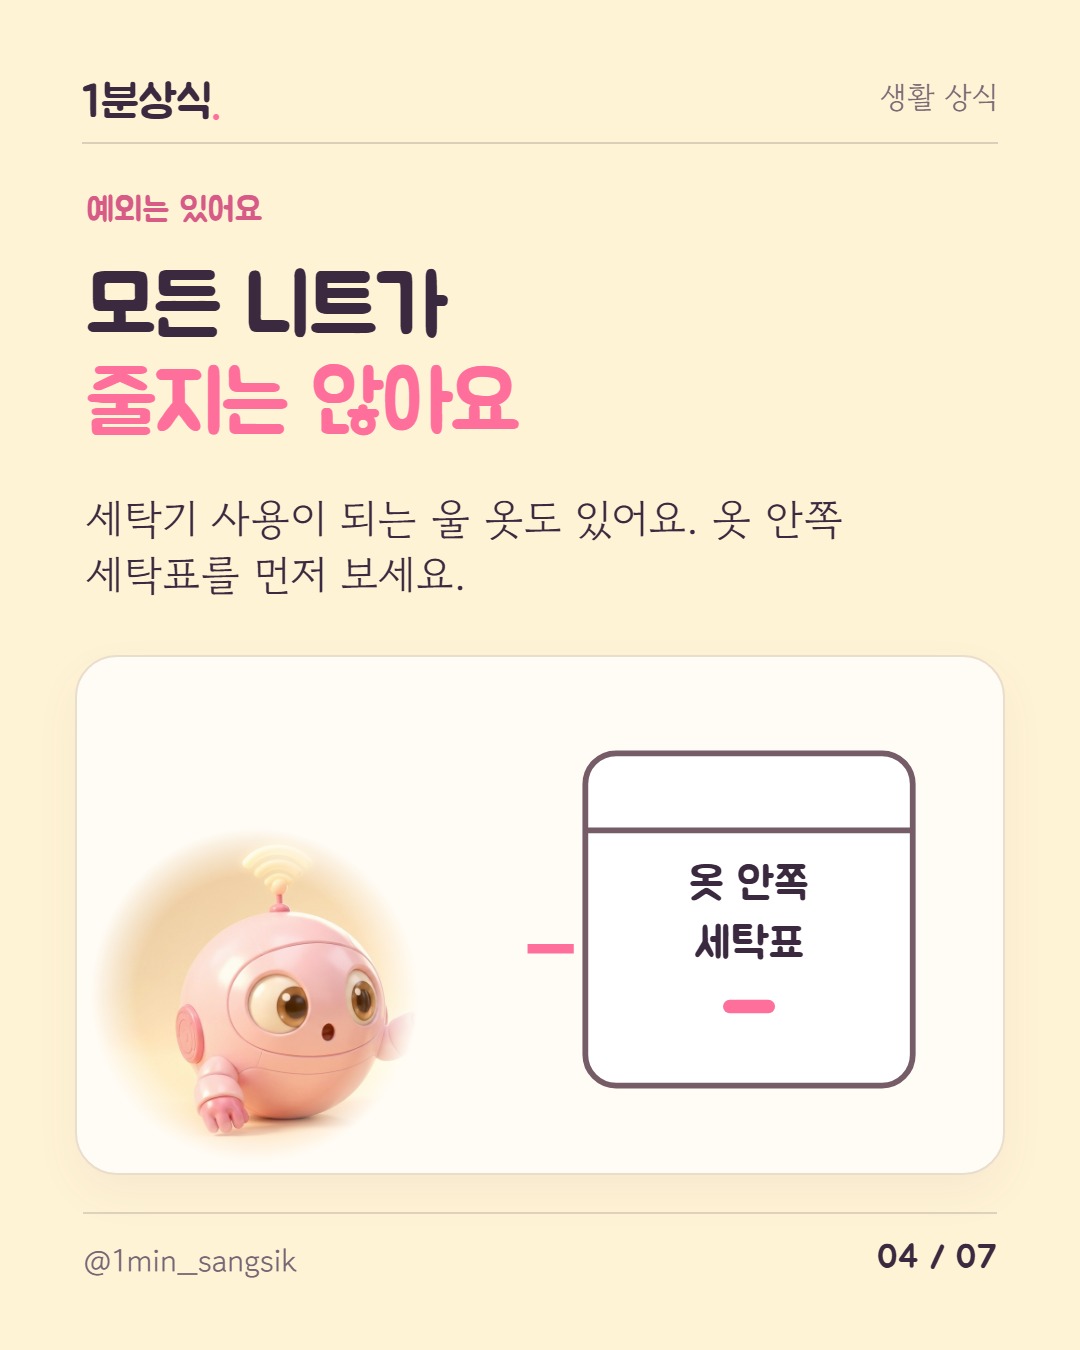 1분상식.
생활 상식
예외는 있어요
모든 니트가
줄지는 않아요
세탁기 사용이 되는 울 옷도 있어요. 옷 안쪽
세탁표를 먼저 보세요.
옷 안쪽
세탁표
@1min_sangsik
04 / 07